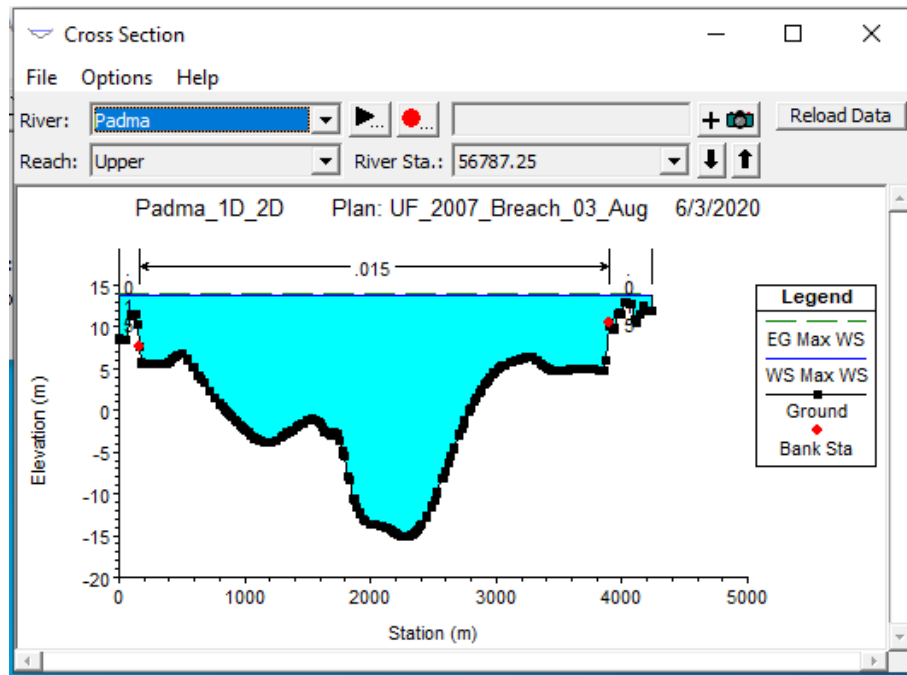 Cross Section
File Options Help
River: Padma Reload Data
Reach: Upper River Sta.: 56787.25
Padma_1D_2D Plan: UF_2007_Breach_03_Aug 6/3/2020
.015
15
10
5
0
-5
-10
-15
-20
Elevation (m)
0 1000 2000 3000 4000 5000
Station (m)
Legend
EG Max WS
WS Max WS
Ground
Bank Sta